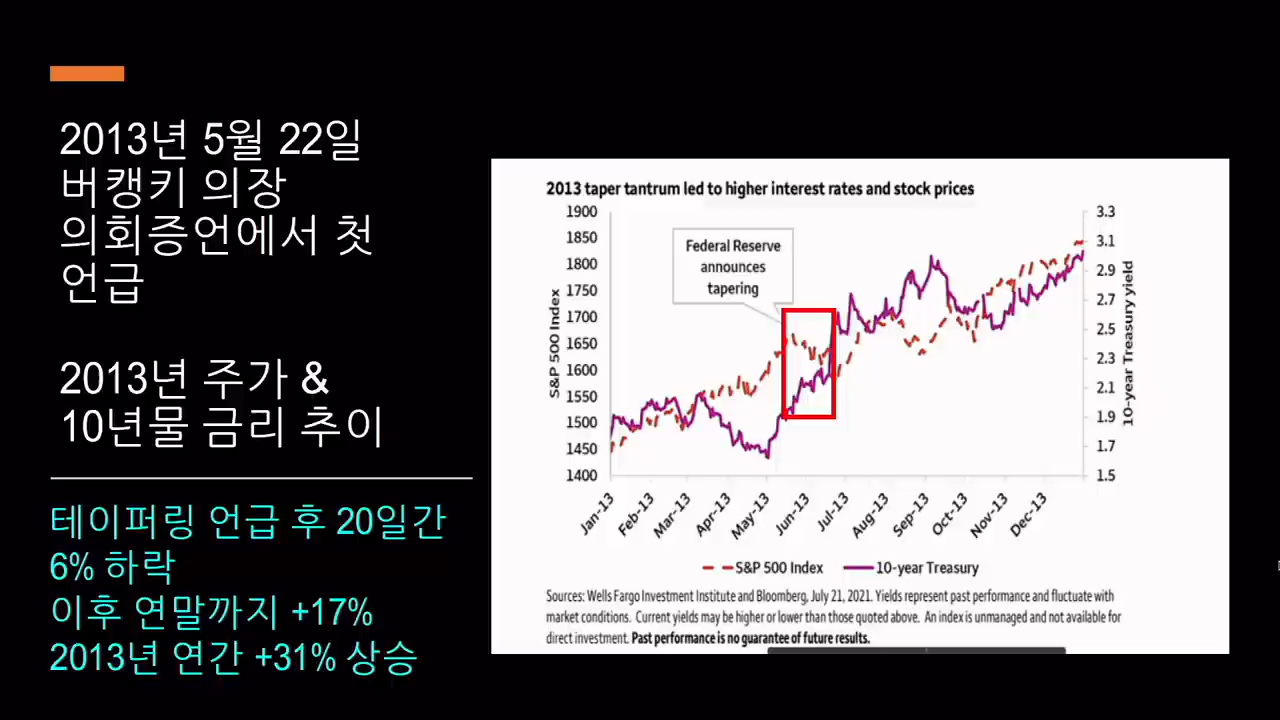 2013년 5월 22일
버캥키 의장
의회증언에서 첫
언급
2013년 주가 &
10년물 금리 추이
테이퍼링 언급 후 20일간
6% 하락
이후 연말까지 +17%
2013년 연간 +31% 상승
2013 taper tantrum led to higher interest rates and stock prices
1900
1850
1800
1750
1700
1650
1600
1550
1500
1450
1400
S&P 500 Index
Federal Reserve
announces
tapering
3.3
3.1
2.9
2.7
2.5
2.3
2.1
1.9
1.7
1.5
10-year Treasury yield
Jan-13
Feb-13
Mar-13
Apr-13
May-13
Jun-13
Jul-13
Aug-13
Sep-13
Oct-13
Nov-13
Dec-13
S&P 500 Index
10-year Treasury
Sources: Wells Fargo Investment Institute and Bloomberg, July 21, 2021. Yields represent past performance and fluctuate with
market conditions. Current yields may be higher or lower than those quoted above. An index is unmanaged and not available for
direct investment. Past performance is no guarantee of future results.